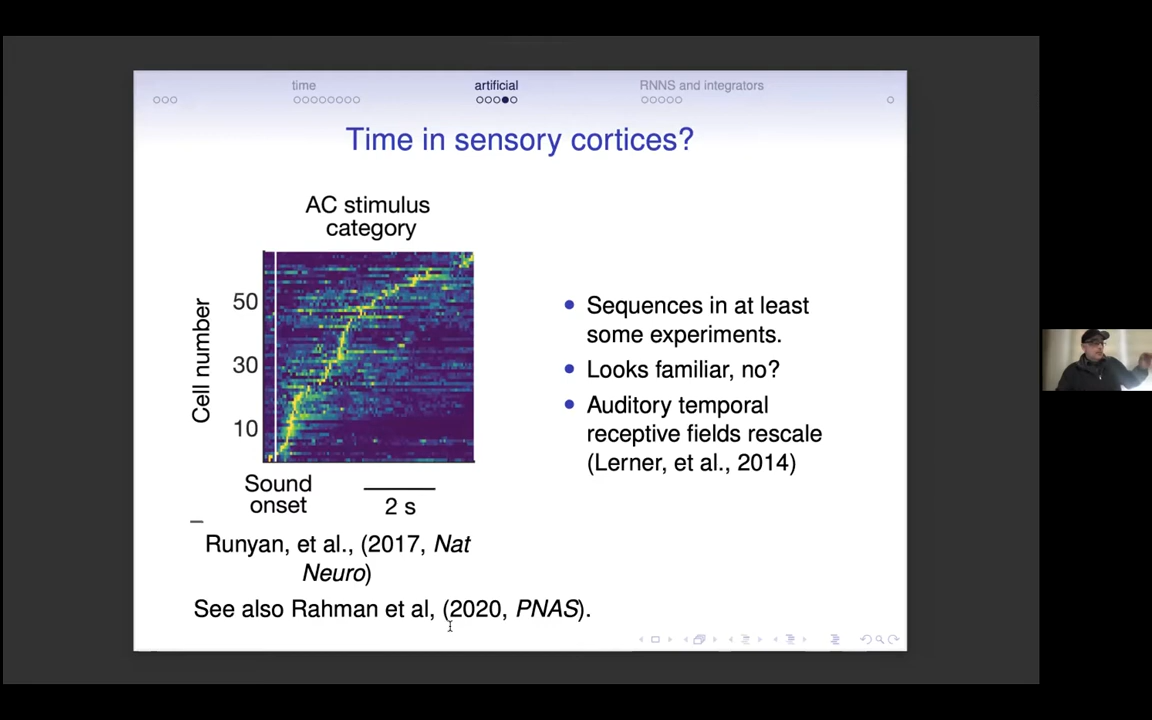 time
artificial
RNNS and integrators
Time in sensory cortices?
AC stimulus
category
Cell number
50
30
10
Sound
onset
2 s
Runyan, et al., (2017, Nat
Neuro)
See also Rahman et al, (2020, PNAS).
Sequences in at least
some experiments.
Looks familiar, no?
Auditory temporal
receptive fields rescale
(Lerner, et al., 2014)